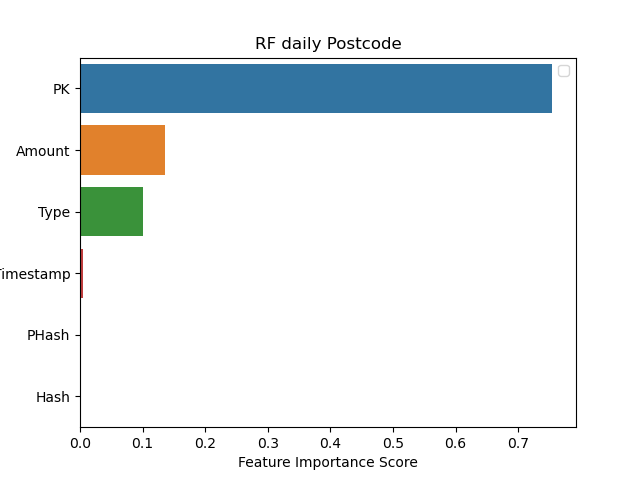 RF daily Postcode
PK
Amount
Type
imestamp
PHash
Hash
0.0 0.1 0.2 0.3 0.4 0.5 0.6 0.7
Feature Importance Score